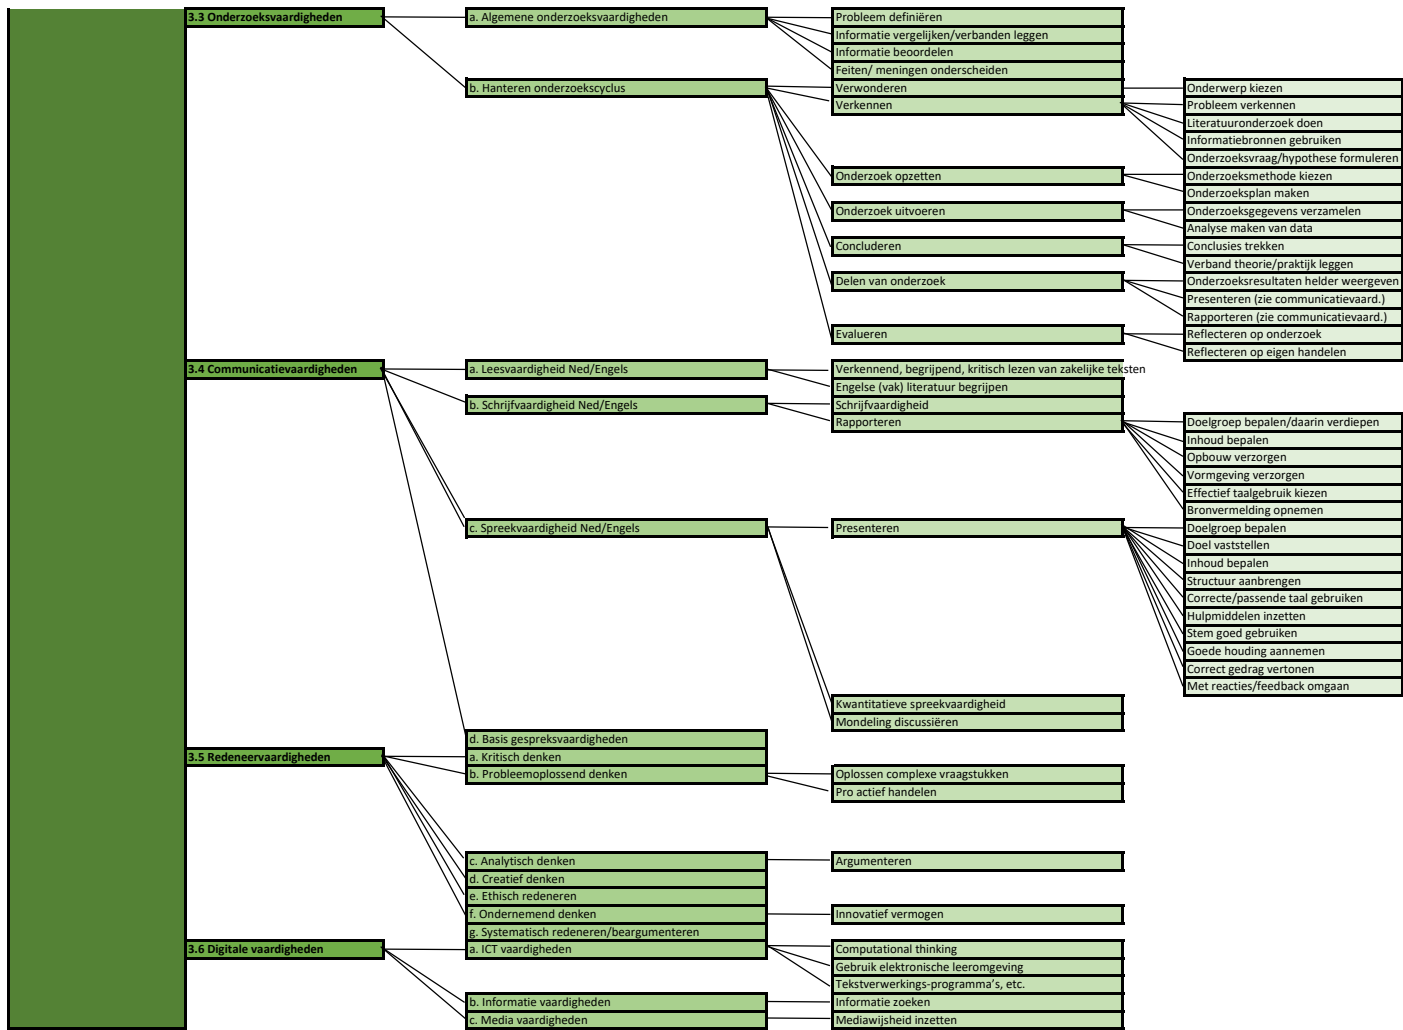 3.3 Onderzoeksvaardigheden
a. Algemene onderzoeksvaardigheden
Probleem definiëren
Informatie vergelijken/verbanden leggen
Informatie beoordelen
Feiten/ meningen onderscheiden
b. Hanteren onderzoekscyclus
Verwonderen
Onderwerp kiezen
Verkennen
Probleem verkennen
Literatuuronderzoek doen
Informatiebronnen gebruiken
Onderzoeksvraag/hypothese formuleren
Onderzoek opzetten
Onderzoeksmethode kiezen
Onderzoeksplan maken
Onderzoek uitvoeren
Onderzoeksgegevens verzamelen
Analyse maken van data
Concluderen
Conclusies trekken
Verband theorie/praktijk leggen
Delen van onderzoek
Onderzoeksresultaten helder weergeven
Presenteren (zie communicatievaard.)
Rapporteren (zie communicatievaard.)
Evalueren
Reflecteren op onderzoek
Reflecteren op eigen handelen
3.4 Communicatievaardigheden
a. Leesvaardigheid Ned/Engels
Verkennend, begrijpend, kritisch lezen van zakelijke teksten
Engelse (vak) literatuur begrijpen
b. Schrijfvaardigheid Ned/Engels
Schrijfvaardigheid
Rapporteren
Doelgroep bepalen/daarin verdiepen
Inhoud bepalen
Opbouw verzorgen
Vormgeving verzorgen
Effectief taalgebruik kiezen
Bronvermelding opnemen
c. Spreekvaardigheid Ned/Engels
Presenteren
Doelgroep bepalen
Doel vaststellen
Inhoud bepalen
Structuur aanbrengen
Correcte/passende taal gebruiken
Hulpmiddelen inzetten
Stem goed gebruiken
Goede houding aannemen
Correct gedrag vertonen
Met reacties/feedback omgaan
Kwantitatieve spreekvaardigheid
Mondeling discussiëren
d. Basis gespreksvaardigheden
3.5 Redeneervaardigheden
a. Kritisch denken
b. Probleemoplossend denken
Oplossen complexe vraagstukken
Pro actief handelen
c. Analytisch denken
Argumenteren
d. Creatief denken
e. Ethisch redeneren
f. Ondernemend denken
Innovatief vermogen
g. Systematisch redeneren/beargumenteren
3.6 Digitale vaardigheden
a. ICT vaardigheden
Computational thinking
Gebruik elektronische leeromgeving
Tekstverwerkings-programma's, etc.
b. Informatie vaardigheden
Informatie zoeken
c. Media vaardigheden
Mediawijsheid inzetten